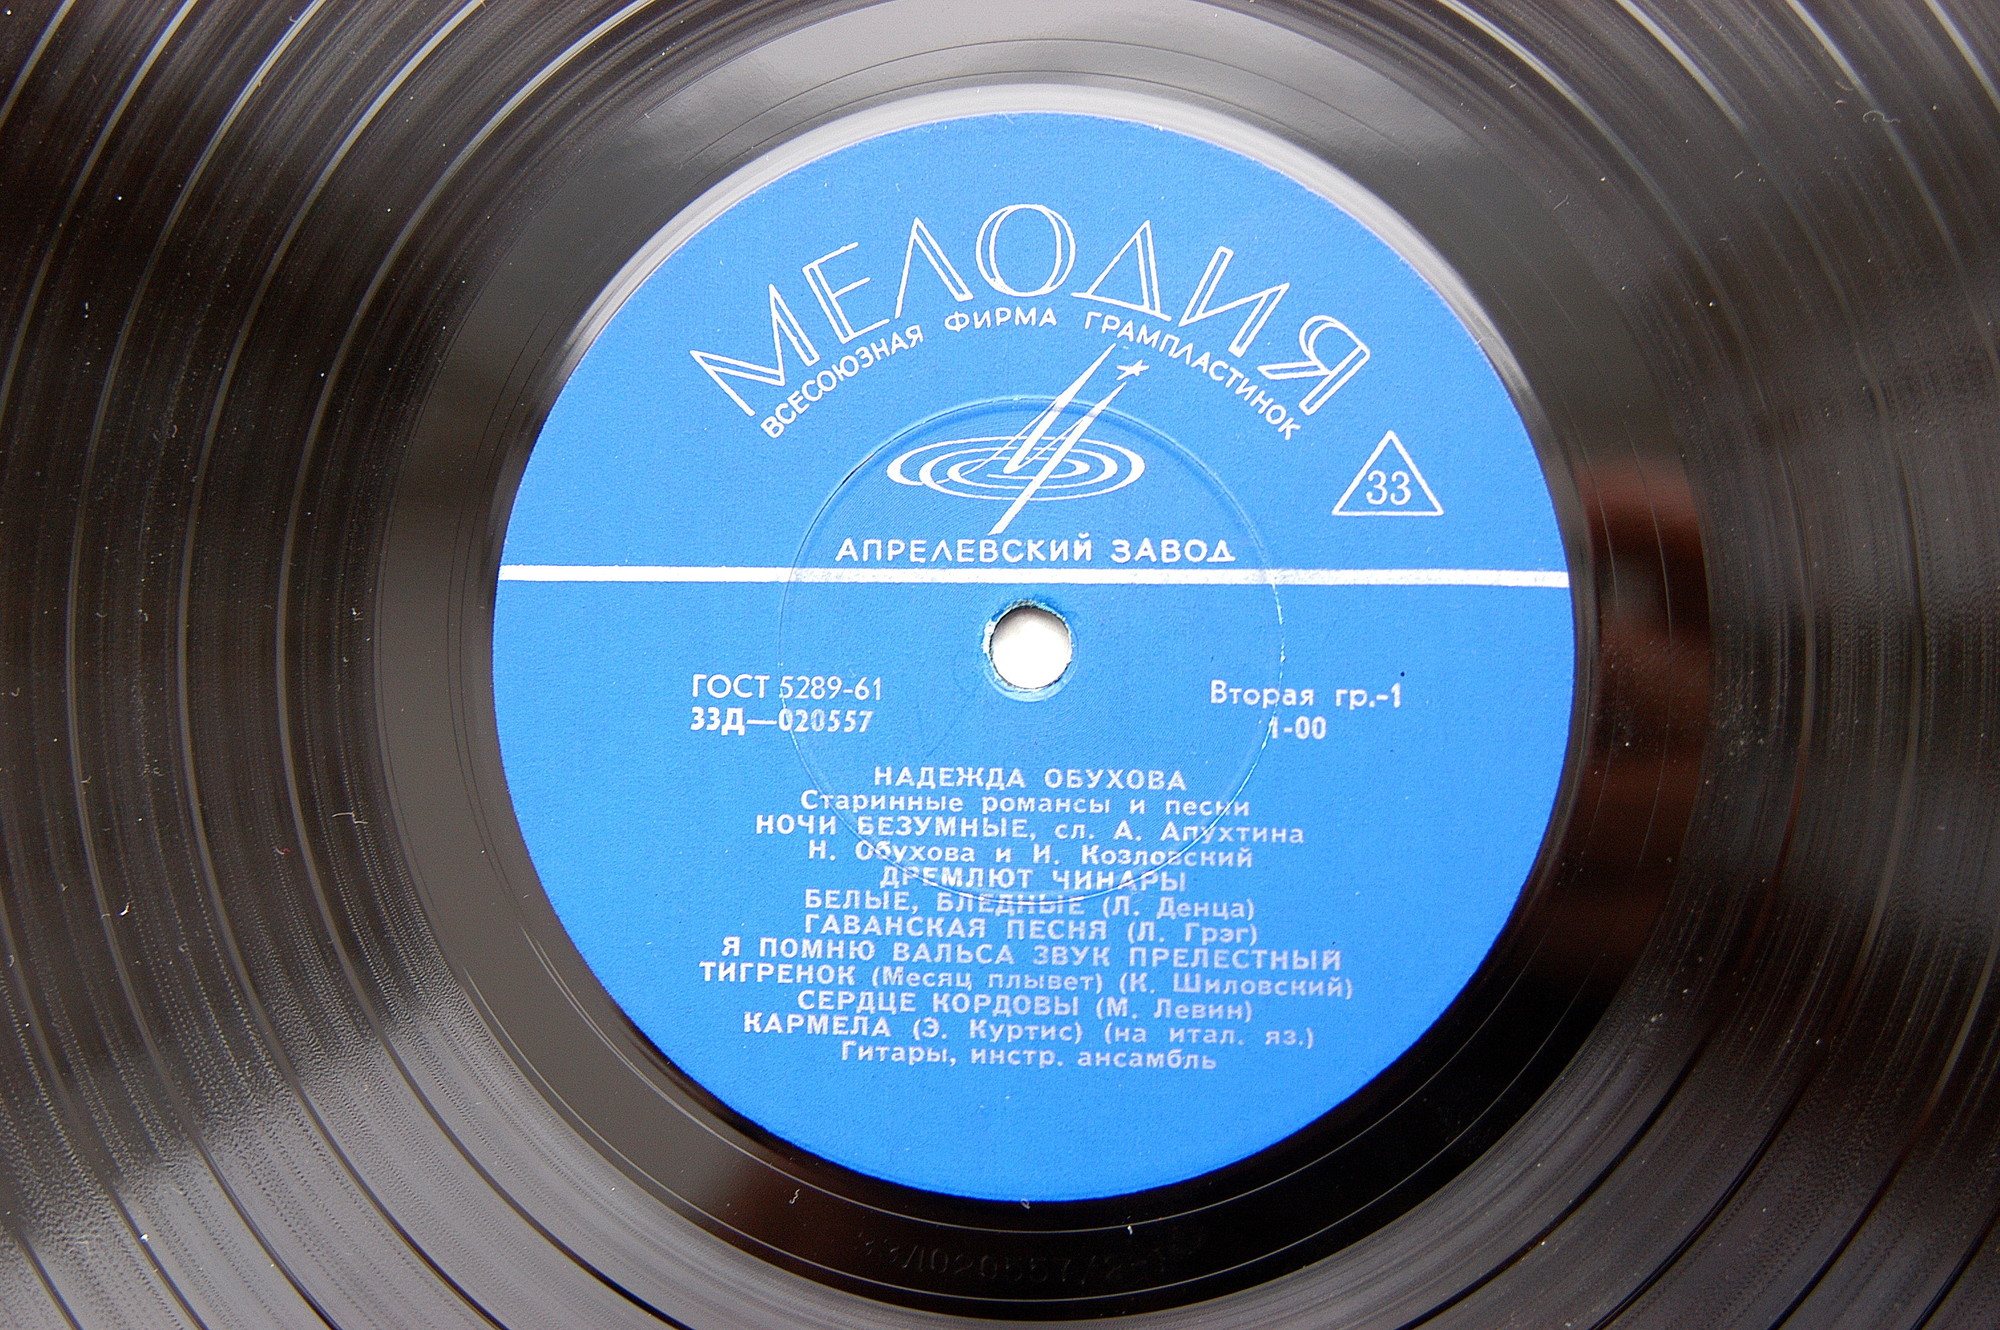 МЕЛОДИЯ
ВСЕСОЮЗНАЯ ФИРМА ГРАМПЛАСТИНОК
33
АПРЕЛЕВСКИЙ ЗАВОД
ГОСТ 5289-61
33Д—020557
Вторая гр.-1
1-00
НАДЕЖДА ОБУХОВА
Старинные романсы и песни
НОЧИ БЕЗУМНЫЕ, сл. А. Апухтина
Н. Обухова и И. Козловский
ДРЕМЛЮТ ЧИНАРЫ
БЕЛЫЕ, БЛЕДНЫЕ (Л. Денца)
ГАВАНСКАЯ ПЕСНЯ (Л. Грэг)
Я ПОМНЮ ВАЛЬСА ЗВУК ПРЕЛЕСТНЫЙ
ТИГРЕНОК (Месяц плывет) (К. Шиловский)
СЕРДЦЕ КОРДОВЫ (М. Левин)
КАРМЕЛА (Э. Куртис) (на итал. яз.)
Гитары, инстр. ансамбль